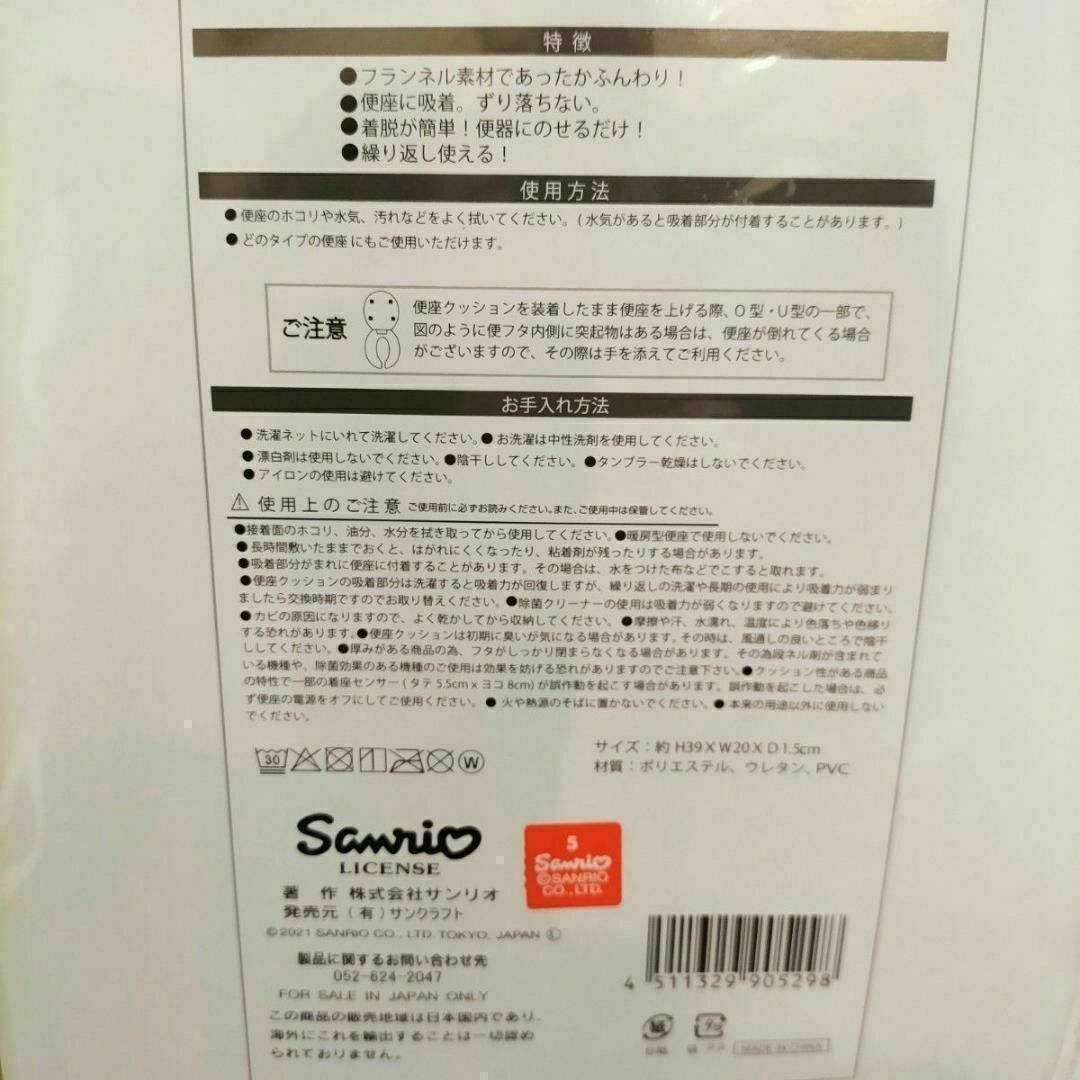 特 徴
●フランネル素材であったかふんわり！
●便座に吸着。ずり落ちない。
●着脱が簡単！便器にのせるだけ！
●繰り返し使える！
使用方法
●便座のホコリや水気、汚れなどをよく拭いてください。(水気があると吸着部分が付着することがあります。)
●どのタイプの便座にもご使用いただけます。
ご注意
便座クッションを装着したまま便座を上げる際、O型・U型の一部で、
図のように便フタ内側に突起物はある場合は、便座が倒れてくる場合
がございますので、その際は手を添えてご利用ください。
お手入れ方法
●洗濯ネットにいれて洗濯してください。●お洗濯は中性洗剤を使用してください。
●漂白剤は使用しないでください。●陰干ししてください。●タンブラー乾燥はしないでください。
●アイロンの使用は避けてください。
⚠ 使用上のご注意 ご使用前に必ずお読みください。また、ご使用中は保管してください。
●接着面のホコリ、油分、水分を拭き取ってから使用してください。●暖房型便座で使用しないでください。
●長時間敷いたままでおくと、はがれにくくなったり、粘着剤が残ったりする場合があります。
●吸着部分がまれに便座に付着することがあります。その場合は、水をつけた布などでこすると取れます。
●便座クッションの吸着部分は洗濯すると吸着力が回復しますが、繰り返しの洗濯や長期の使用により吸着力が弱まり
ましたら交換時期ですのでお取り替えください。●除菌クリーナーの使用は吸着力が弱くなりますので避けてください。
●カビの原因になりますので、よく乾かしてから収納してください。●摩擦や汗、水濡れ、温度により色落ちや色移り
する恐れがあります。●便座クッションは初期に臭いが気になる場合があります。その時は、風通しの良いところで陰干
ししてください。●厚みがある商品の為、フタがしっかり閉まらなくなる場合があります。その為段ネル剤が含まれて
いる機種や、除菌効果のある機種のご使用は効果を妨げる恐れがありますのでご注意下さい。●クッション性がある商品
の特性で一部の着座センサー(タテ5.5cm x ヨコ8cm)が誤作動を起こす場合があります。誤作動を起こした場合は、必
ず便座の電源をオフにしてご使用ください。●火や熱源のそばに置かないでください。●本来の用途以外に使用しない
でください。
30
W
サイズ：約 H39 X W20 X D1.5cm
材質：ポリエステル、ウレタン、PVC
Sanrio
LICENSE
5
Sanrio
©SANRIO
CO.,LTD.
著 作 株式会社サンリオ
発売元(有)サンクラフト
©2021 SANRIO CO., LTD. TOKYO, JAPAN Ⓛ
製品に関するお問い合わせ先
052-624-2047
FOR SALE IN JAPAN ONLY
この商品の販売地域は日本国内であり、
海外にこれを輸出することは一切認め
られておりません。
4 511329 905298
MADE IN CHINA